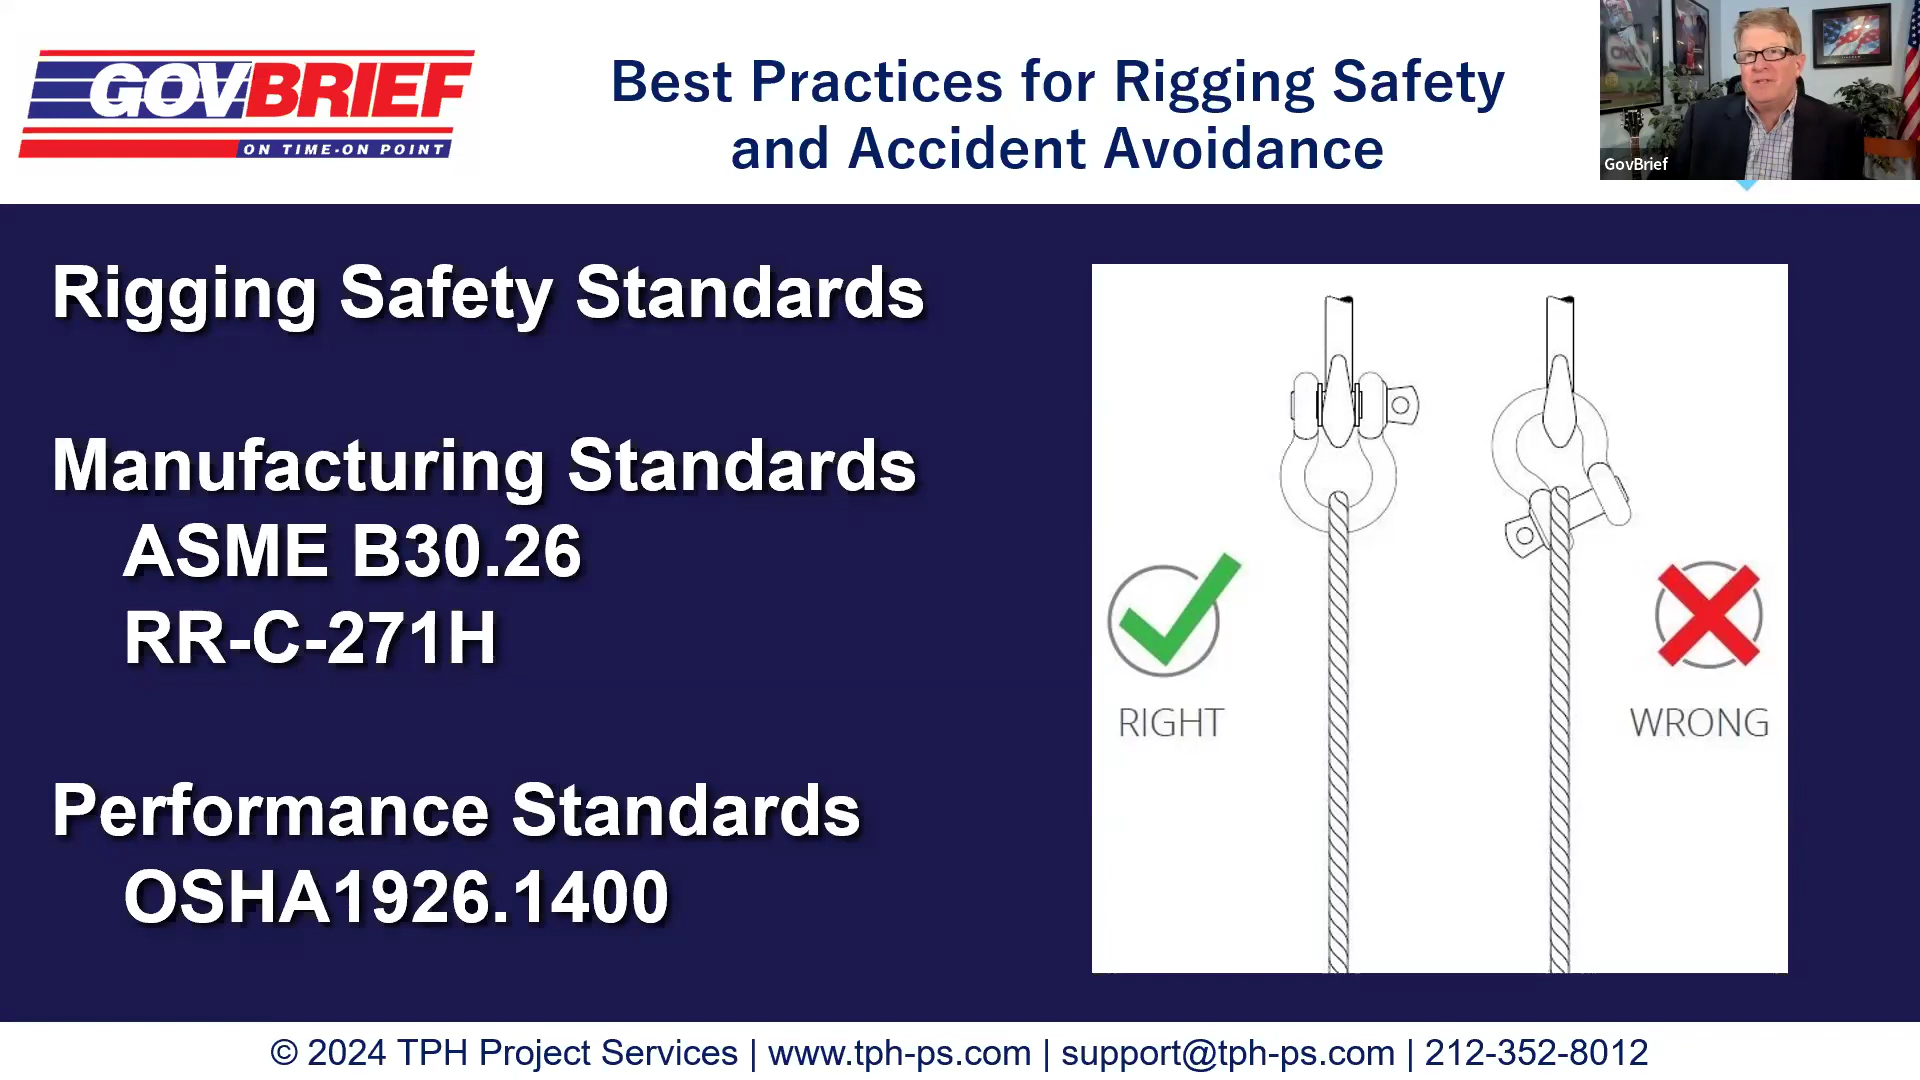 GOVBRIEF
ON TIME-ON POINT
Best Practices for Rigging Safety
and Accident Avoidance
GovBrief
Rigging Safety Standards
Manufacturing Standards
ASME B30.26
RR-C-271H
Performance Standards
OSHA1926.1400
RIGHT
WRONG
© 2024 TPH Project Services | www.tph-ps.com | support@tph-ps.com | 212-352-8012